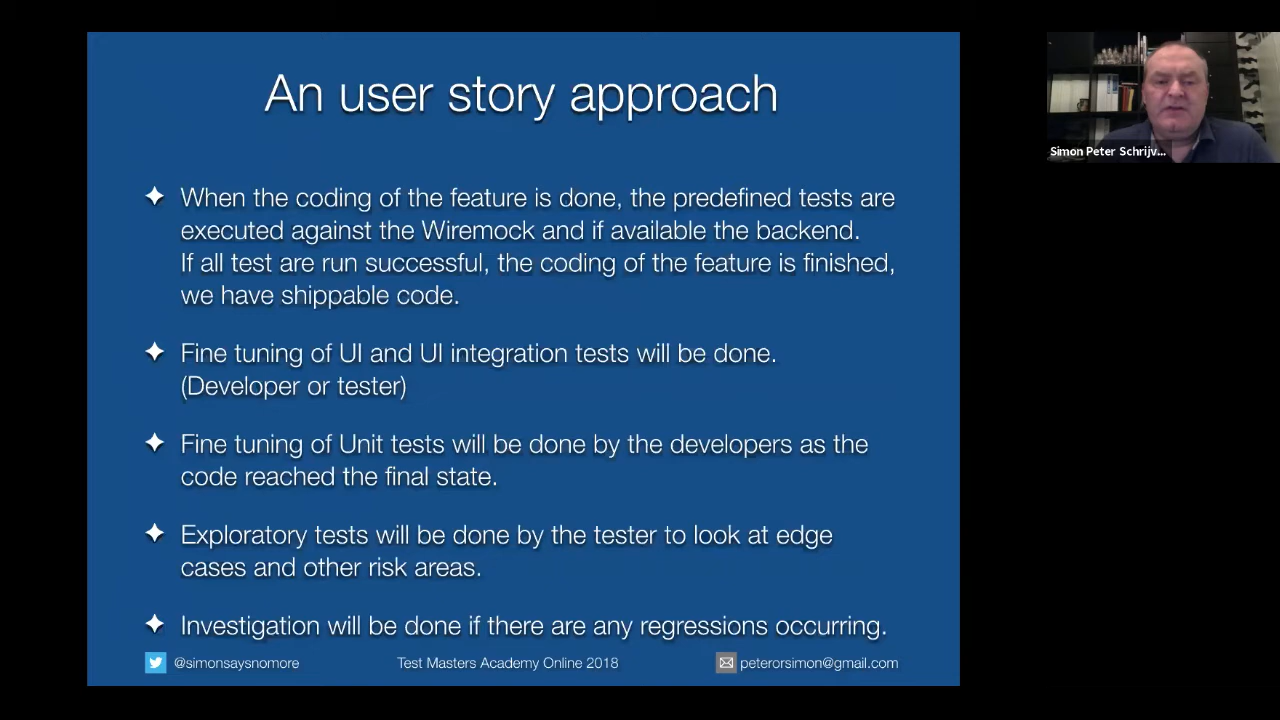 An user story approach
When the coding of the feature is done, the predefined tests are
executed against the Wiremock and if available the backend.
If all test are run successful, the coding of the feature is finished,
we have shippable code.
Fine tuning of UI and UI integration tests will be done.
(Developer or tester)
Fine tuning of Unit tests will be done by the developers as the
code reached the final state.
Exploratory tests will be done by the tester to look at edge
cases and other risk areas.
Investigation will be done if there are any regressions occurring.
@simonsaysnomore
Test Masters Academy Online 2018
peterorsimon@gmail.com
Simon Peter Schrijv...